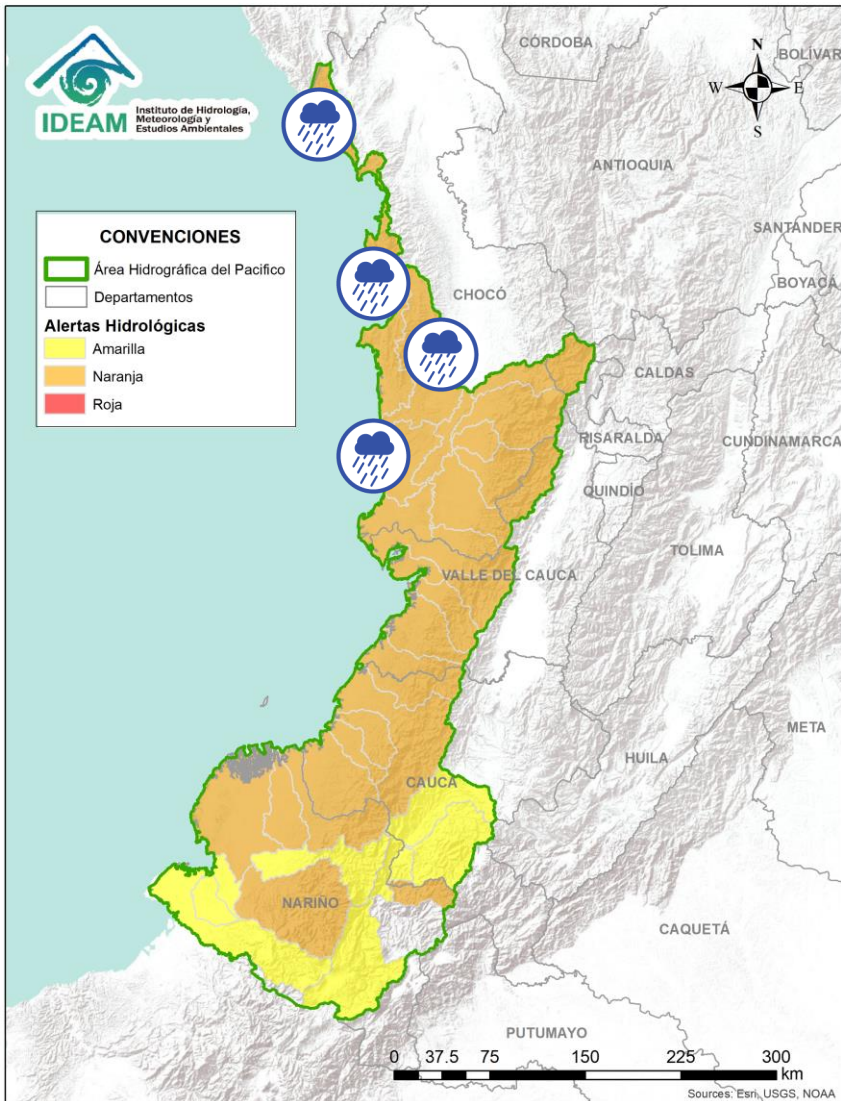 IDEAM
Instituto de Hidrología,
Meteorología y
Estudios Ambientales
CÓRDOBA
BOLÍVAR
N
W
E
S
ANTIOQUIA
SANTANDER
BOYACÁ
CONVENCIONES
Área Hidrográfica del Pacifico
Departamentos
Alertas Hidrológicas
Amarilla
Naranja
Roja
CHOCÓ
CALDAS
RISARALDA
CUNDINAMARCA
QUINDÍO
TOLIMA
VALLE DEL CAUCA
META
HUILA
CAUCA
NARIÑO
CAQUETÁ
PUTUMAYO
0 37.5 75 150 225 300
km
Sources: Esri, USGS, NOAA